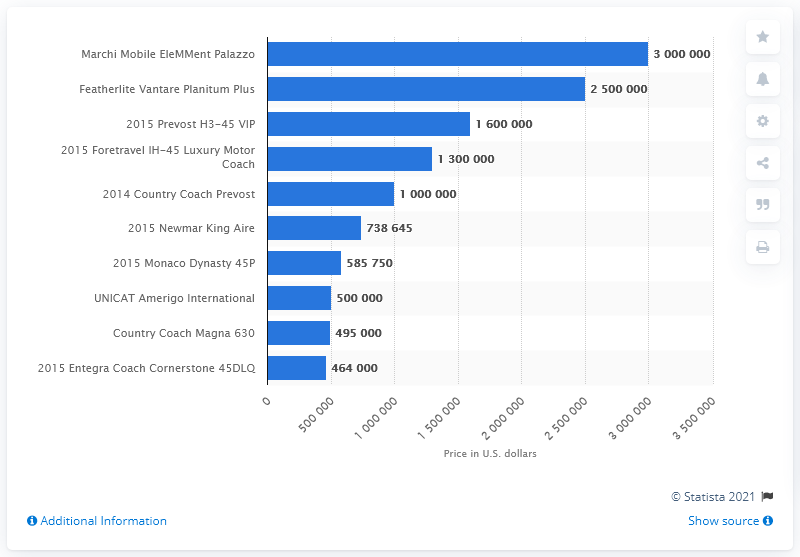 Marchi Mobile EleMMent Palazzo 3 000 000
Featherlite Vantare Planitum Plus 2 500 000
2015 Prevost H3-45 VIP 1 600 000
2015 Foretravel IH-45 Luxury Motor
Coach 1 300 000
2014 Country Coach Prevost 1 000 000
2015 Newmar King Aire 738 645
2015 Monaco Dynasty 45P 585 750
UNICAT Amerigo International 500 000
Country Coach Magna 630 495 000
2015 Entegra Coach Cornerstone 45DLQ 464 000
0 500 000 1 000 000 1 500 000 2 000 000 2 500 000 3 000 000 3 500 000
Price in U.S. dollars
© Statista 2021
Additional Information Show source